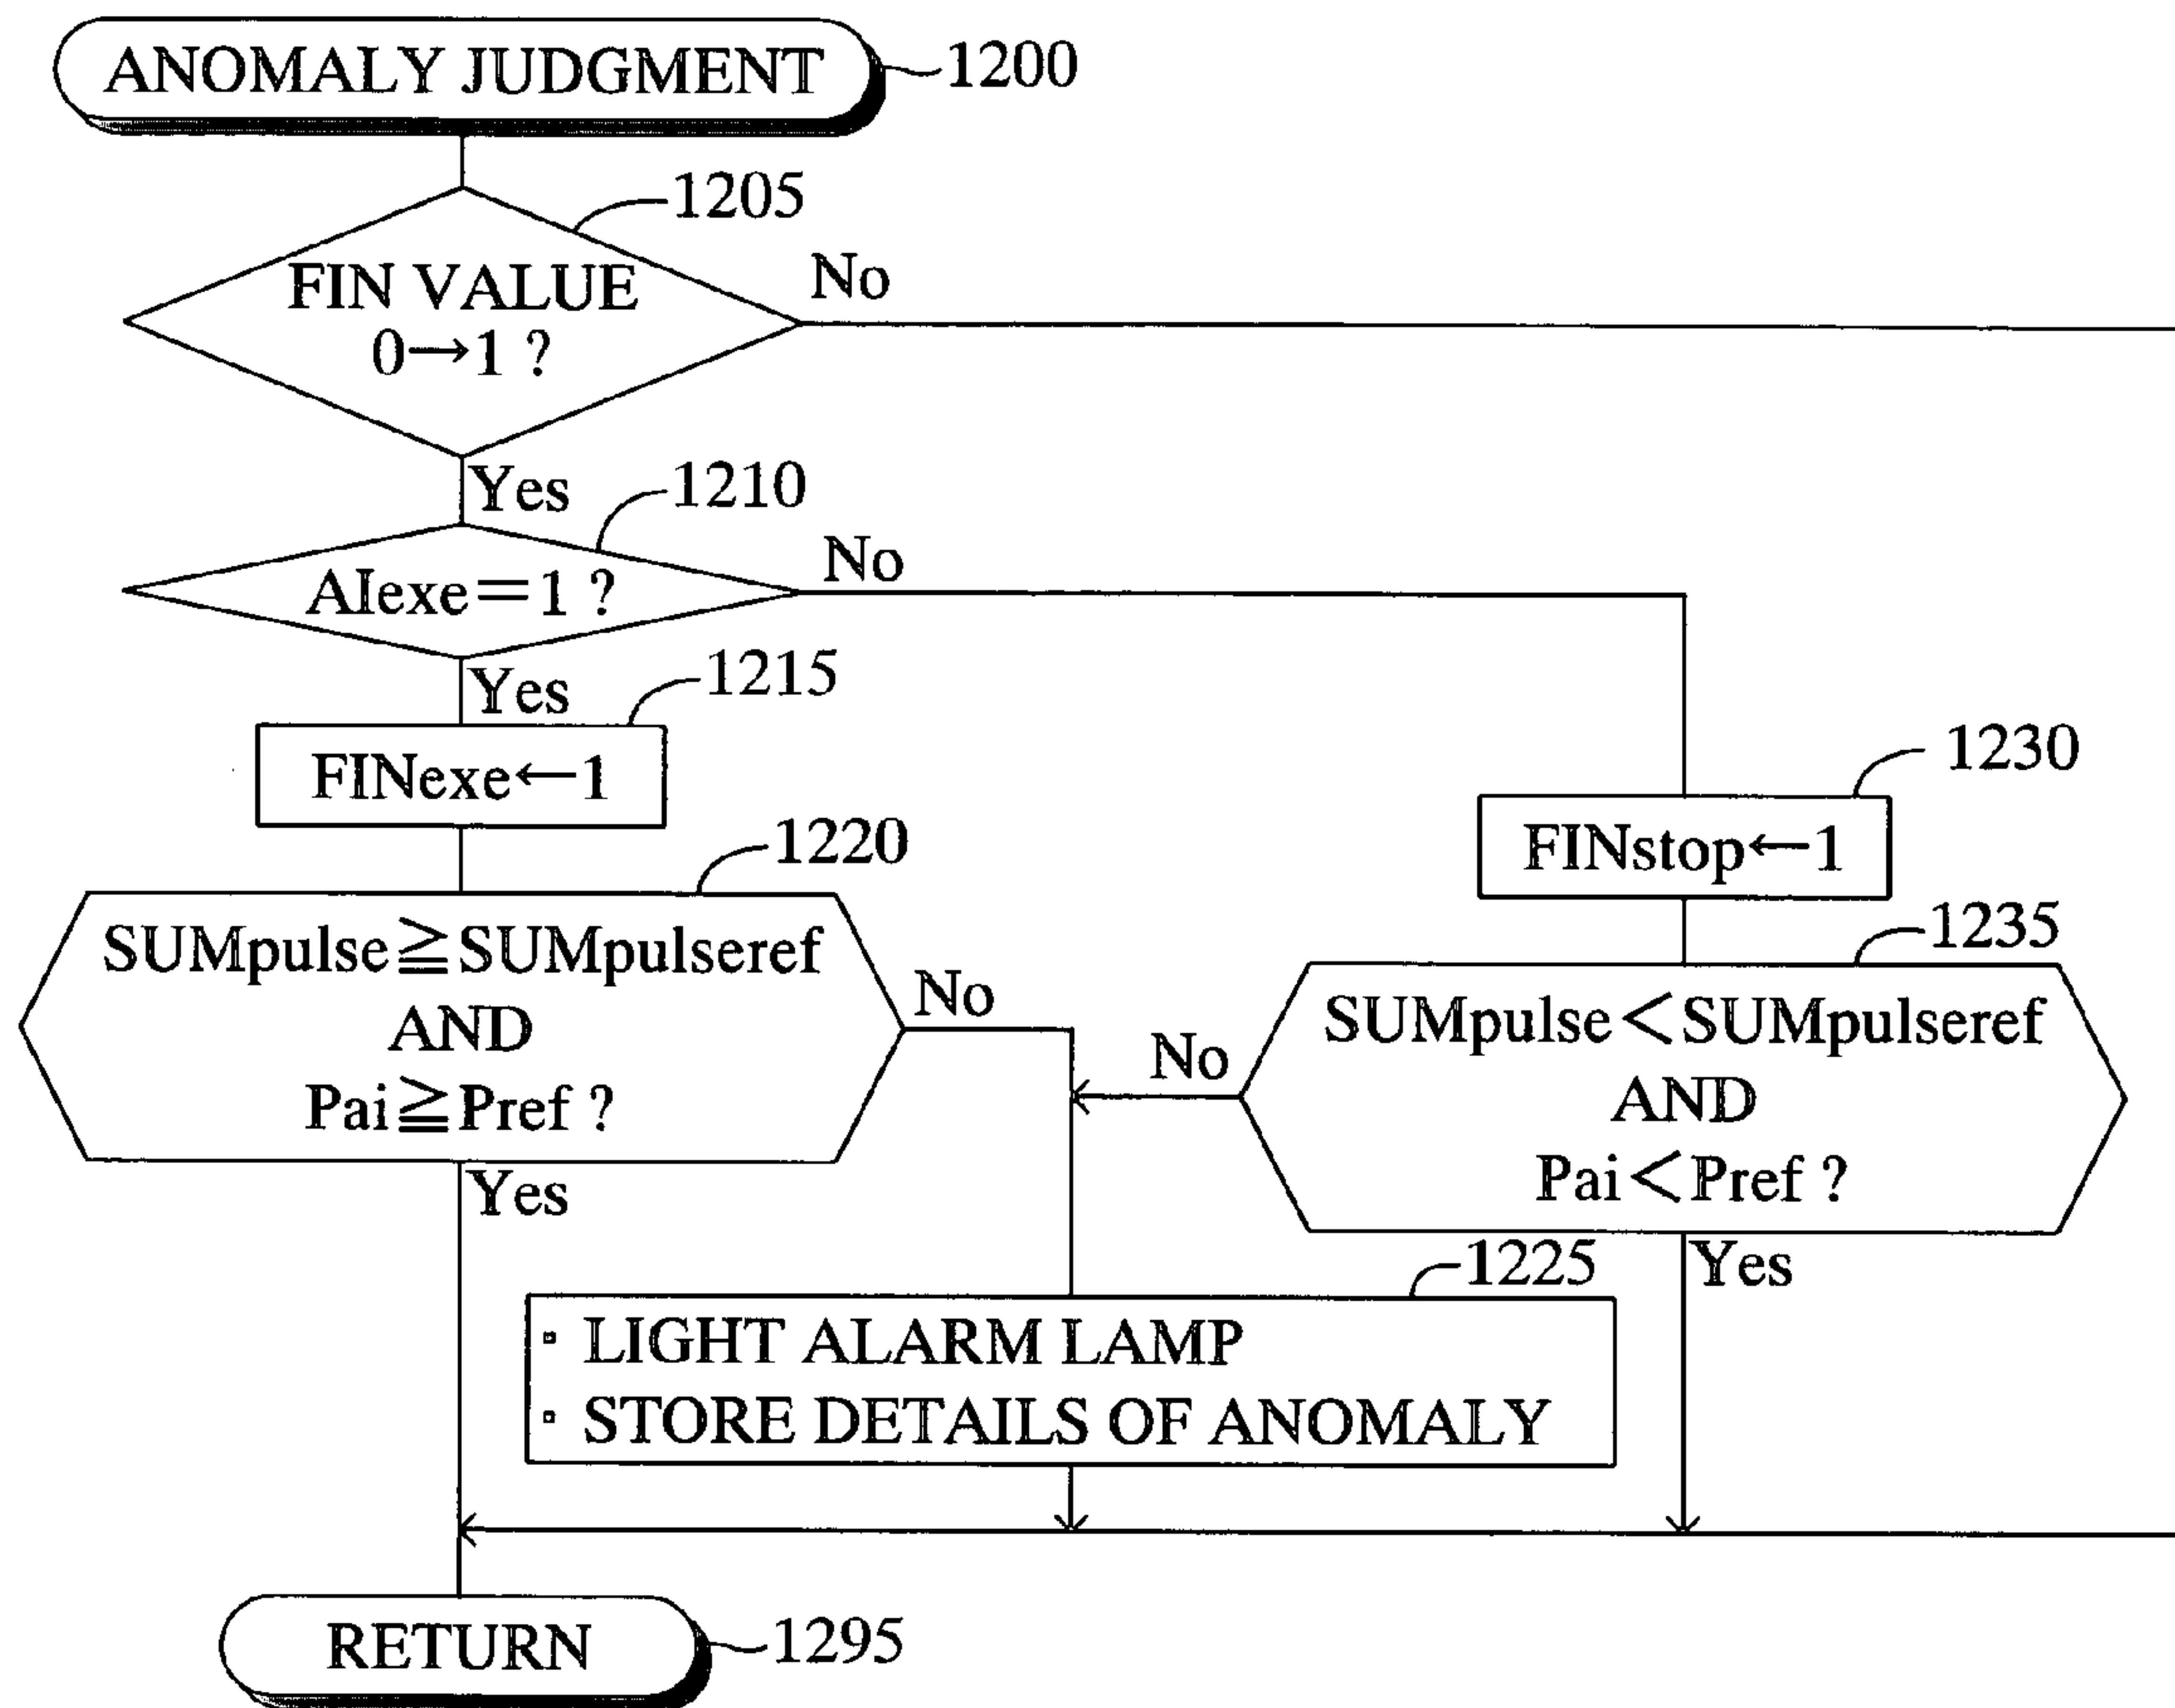 ANOMALY JUDGMENT
1200
1205
FIN VALUE
0→1 ?
No
Yes
1210
AIexe=1 ?
No
Yes
1215
FINexe←1
1230
FINstop←1
1220
SUMpulse≧SUMpulseref
AND
Pai≧Pref ?
No
Yes
1235
SUMpulse<SUMpulseref
AND
Pai<Pref ?
No
Yes
1225
· LIGHT ALARM LAMP
· STORE DETAILS OF ANOMALY
RETURN
1295